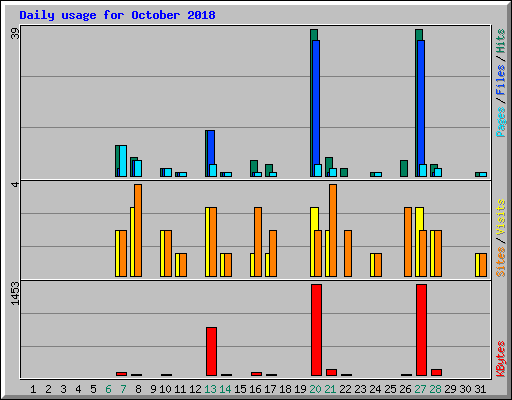 Daily usage for October 2018
39
Pages / Files / Hits
4
Sites / Visits
1453
KBytes
1 2 3 4 5 6 7 8 9 10 11 12 13 14 15 16 17 18 19 20 21 22 23 24 25 26 27 28 29 30 31